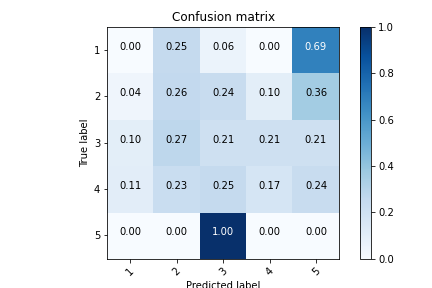 Confusion matrix
1 0.00 0.25 0.06 0.00 0.69 1.0
2 0.04 0.26 0.24 0.10 0.36 0.8
0.6
3 0.10 0.27 0.21 0.21 0.21
0.4
4 0.11 0.23 0.25 0.17 0.24
0.2
5 0.00 0.00 1.00 0.00 0.00
0.0
True label
1 2 3 4 5
Predicted label